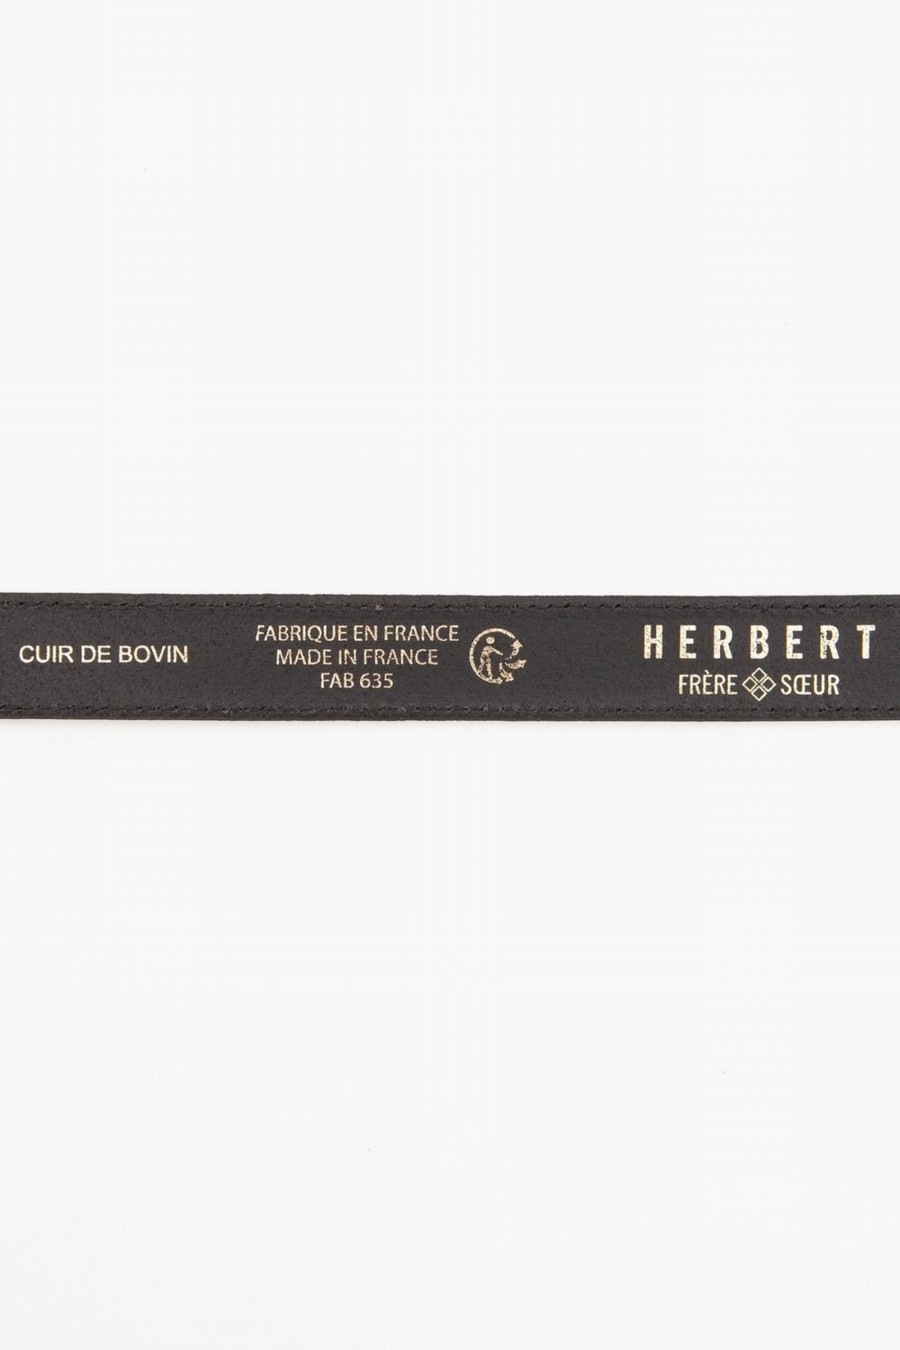 CUIR DE BOVIN
FABRIQUE EN FRANCE
MADE IN FRANCE
FAB 635
HERBERT
FRÈRE SŒUR